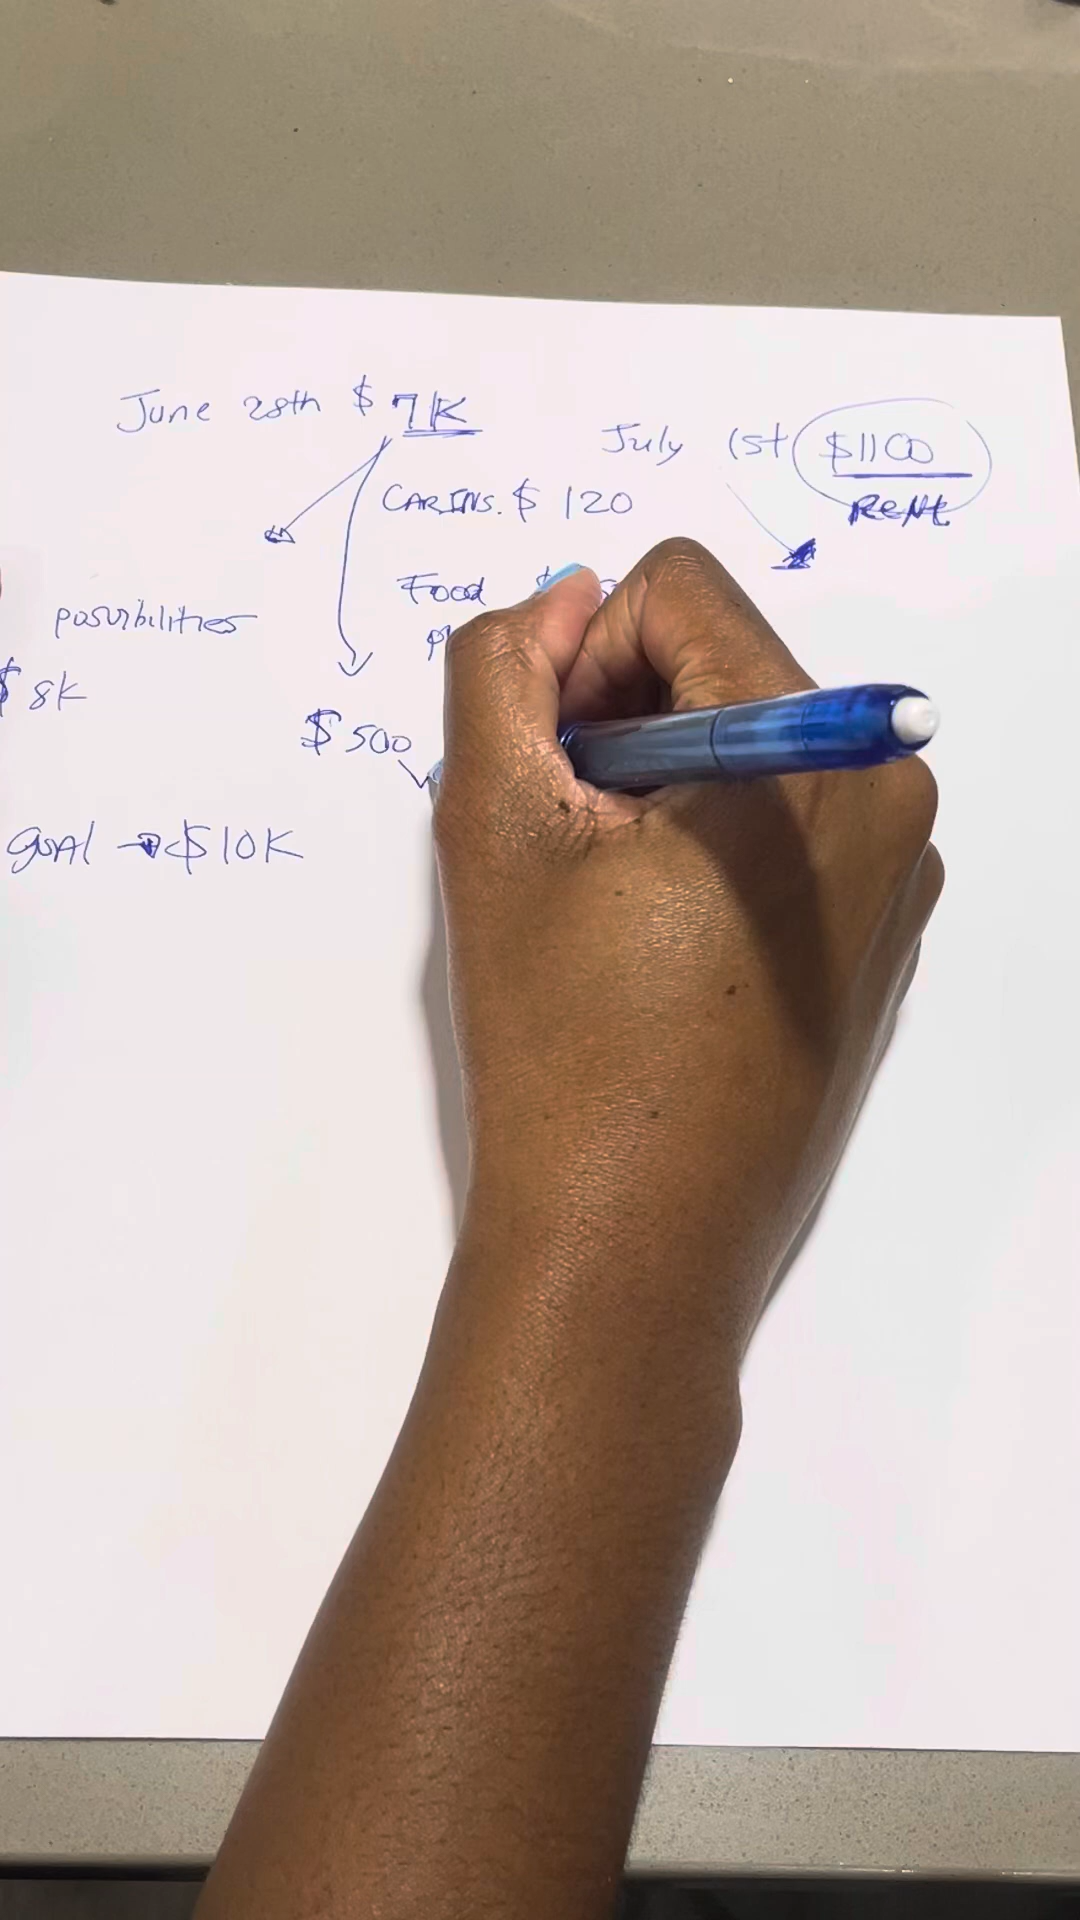 June 28th $ 7K
July 1st $1100
RENt
CAR INS. $ 120
Food $
possibilities
$ 8K
$ 500
goal → $10K